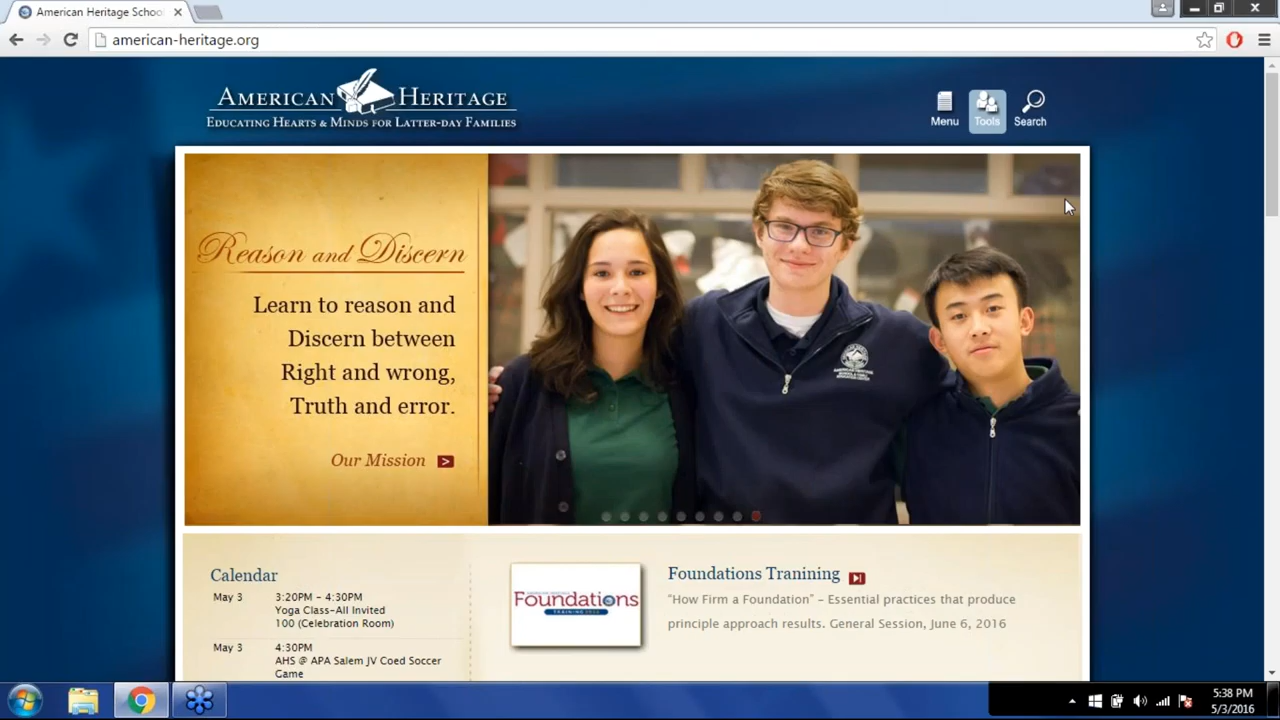 American Heritage Schoo
american-heritage.org
AMERICAN HERITAGE
EDUCATING HEARTS & MINDS FOR LATTER-DAY FAMILIES
Menu
Tools
Search
Reason and Discern
Learn to reason and
Discern between
Right and wrong,
Truth and error.
Our Mission
Calendar
May 3
3:20PM - 4:30PM
Yoga Class-All Invited
100 (Celebration Room)
May 3
4:30PM
AHS @ APA Salem JV Coed Soccer
Game
Foundations
Foundations Tranining
"How Firm a Foundation" – Essential practices that produce
principle approach results. General Session, June 6, 2016
5:38 PM
5/3/2016